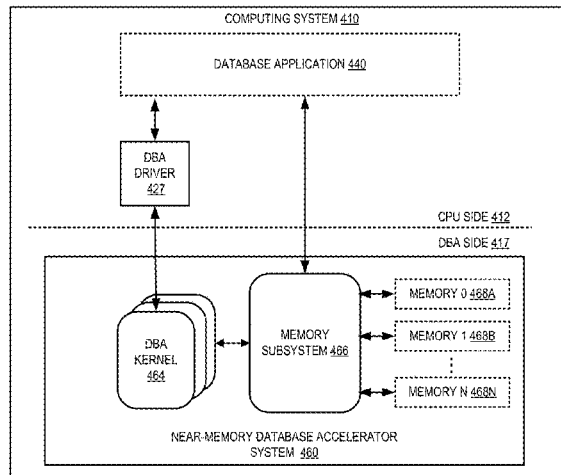 COMPUTING SYSTEM 410
DATABASE APPLICATION 440
DBA
DRIVER
427
CPU SIDE 412
DBA SIDE 417
DBA
KERNEL
464
MEMORY
SUBSYSTEM 466
MEMORY 0 468A
MEMORY 1 468B
MEMORY N 468N
NEAR-MEMORY DATABASE ACCELERATOR
SYSTEM 460